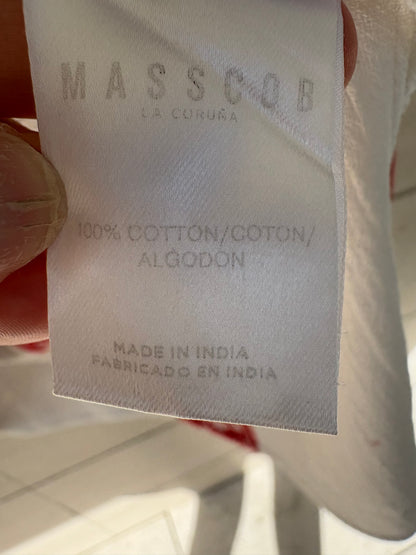 MASSCOB
LA CORUÑA
100% COTTON/COTON/
ALGODON
MADE IN INDIA
FABRICADO EN INDIA